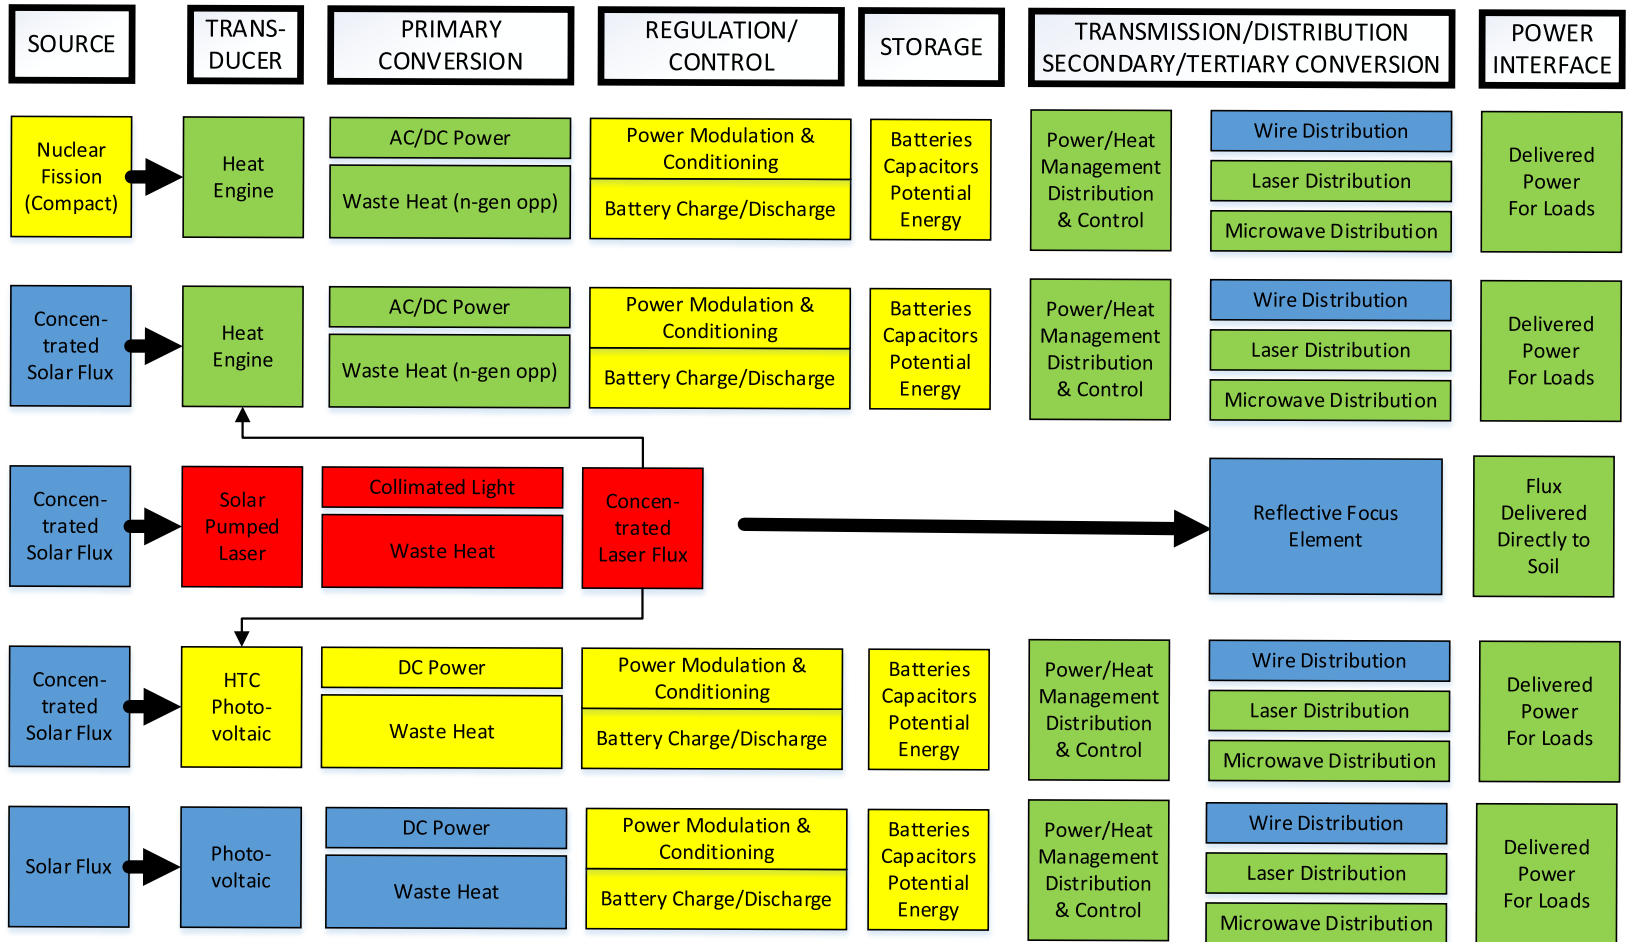 SOURCE
TRANS-
DUCER
PRIMARY
CONVERSION
REGULATION/
CONTROL
STORAGE
TRANSMISSION/DISTRIBUTION
SECONDARY/TERTIARY CONVERSION
POWER
INTERFACE
Nuclear
Fission
(Compact)
Heat
Engine
AC/DC Power
Waste Heat (n-gen opp)
Power Modulation &
Conditioning
Battery Charge/Discharge
Batteries
Capacitors
Potential
Energy
Power/Heat
Management
Distribution
& Control
Wire Distribution
Laser Distribution
Microwave Distribution
Delivered
Power
For Loads
Concen-
trated
Solar Flux
Heat
Engine
AC/DC Power
Waste Heat (n-gen opp)
Power Modulation &
Conditioning
Battery Charge/Discharge
Batteries
Capacitors
Potential
Energy
Power/Heat
Management
Distribution
& Control
Wire Distribution
Laser Distribution
Microwave Distribution
Delivered
Power
For Loads
Concen-
trated
Solar Flux
Solar
Pumped
Laser
Collimated Light
Waste Heat
Concen-
trated
Laser Flux
Reflective Focus
Element
Flux
Delivered
Directly to
Soil
Concen-
trated
Solar Flux
HTC
Photo-
voltaic
DC Power
Waste Heat
Power Modulation &
Conditioning
Battery Charge/Discharge
Batteries
Capacitors
Potential
Energy
Power/Heat
Management
Distribution
& Control
Wire Distribution
Laser Distribution
Microwave Distribution
Delivered
Power
For Loads
Solar Flux
Photo-
voltaic
DC Power
Waste Heat
Power Modulation &
Conditioning
Battery Charge/Discharge
Batteries
Capacitors
Potential
Energy
Power/Heat
Management
Distribution
& Control
Wire Distribution
Laser Distribution
Microwave Distribution
Delivered
Power
For Loads